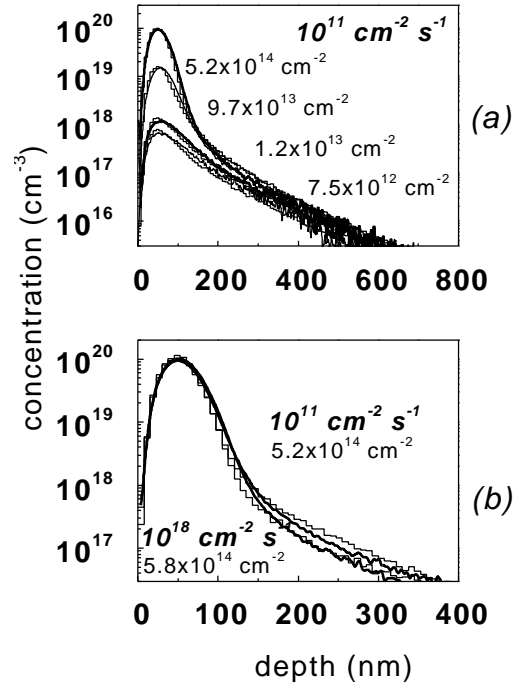 10^11 cm^-2 s^-1
10^20
5.2x10^14 cm^-2
10^19
9.7x10^13 cm^-2
10^18
1.2x10^13 cm^-2
(a)
10^17
7.5x10^12 cm^-2
10^16
0 200 400 600 800
concentration (cm^-3)
10^20
10^19
10^11 cm^-2 s^-1
5.2x10^14 cm^-2
10^18
(b)
10^18 cm^-2 s^-1
10^17
5.8x10^14 cm^-2
0 100 200 300 400
depth (nm)